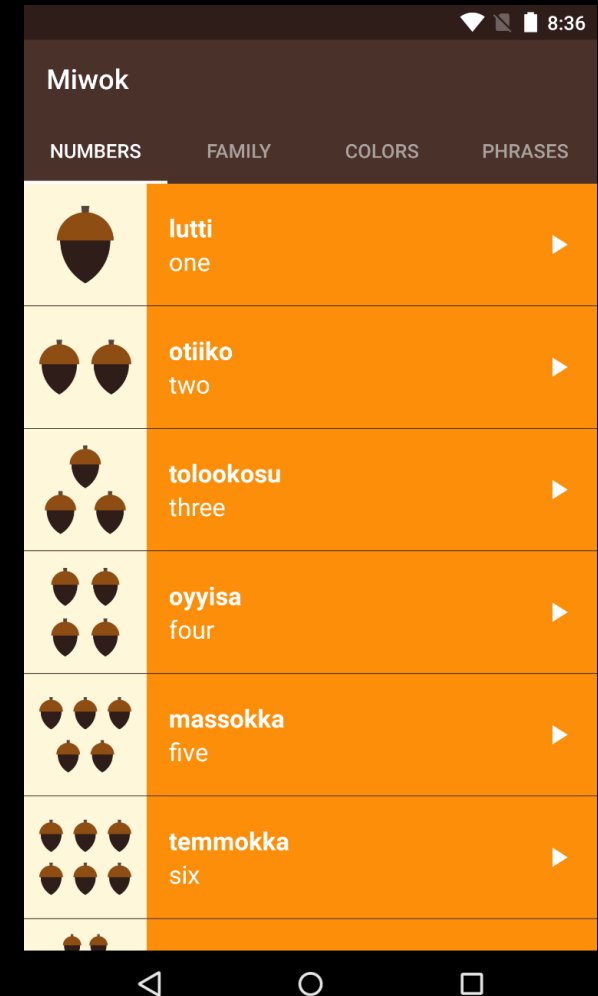 8:36
Miwok
NUMBERS FAMILY COLORS PHRASES
lutti
one
otiiko
two
tolookosu
three
oyyisa
four
massokka
five
temmokka
six